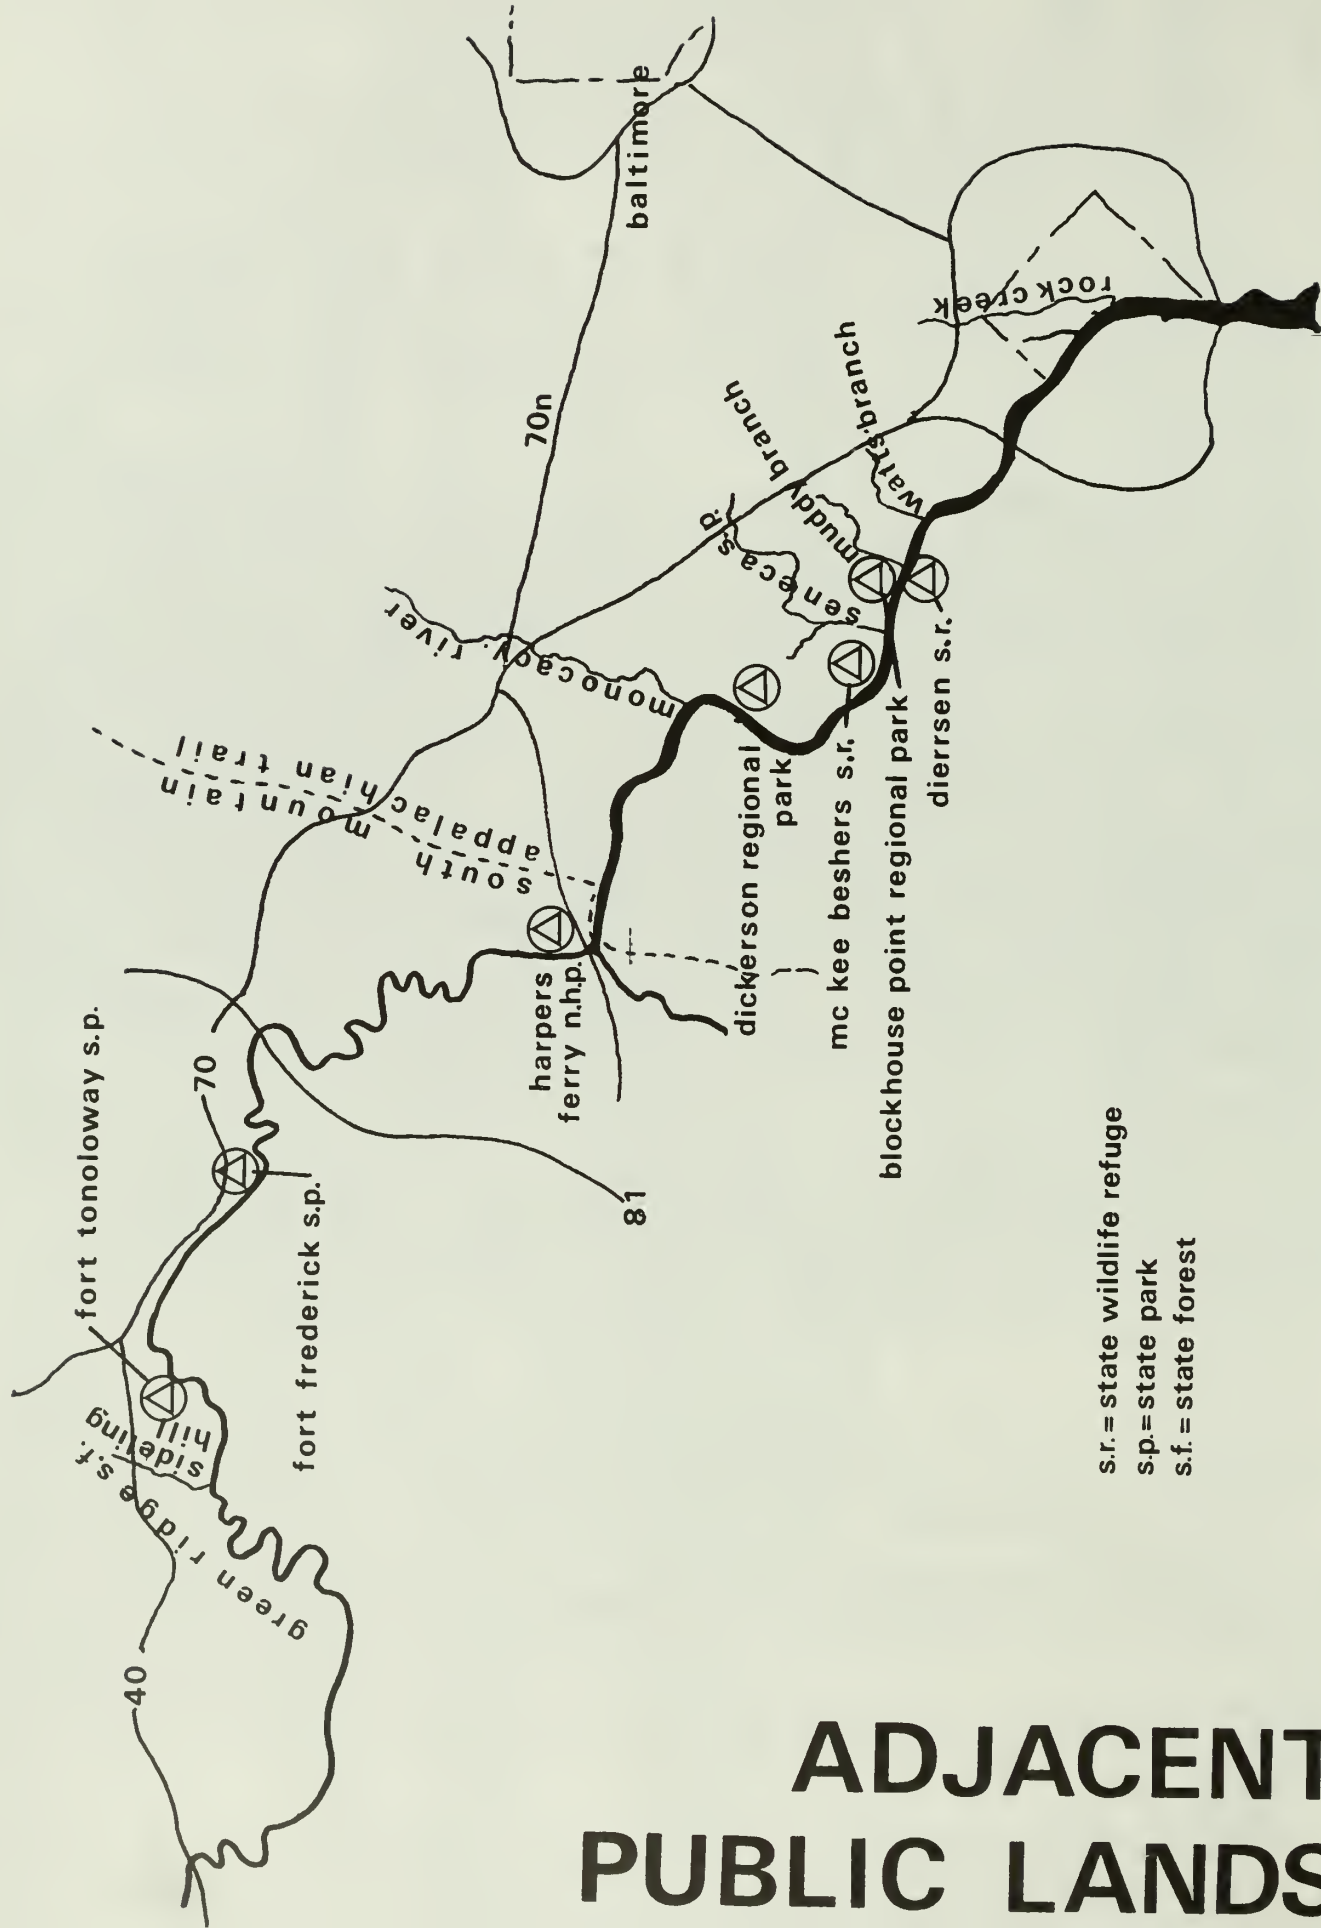 fort tonoloway s.p.
70
40
green ridge s.f.
sideling
hill
fort frederick s.p.
81
south
mountain
appalachian trail
harpers
ferry n.h.p.
monocacy river
70n
baltimore
dickerson regional
park
mc kee beshers s.r.
blockhouse point regional park
dierrsen s.r.
seneca s.p.
muddy branch
watts branch
rock creek
s.r. = state wildlife refuge
s.p. = state park
s.f. = state forest
ADJACENT
PUBLIC LANDS